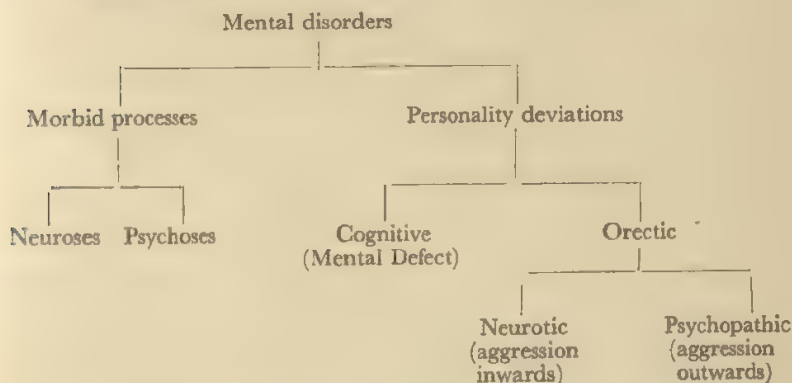 Mental disorders
Morbid processes
Personality deviations
Neuroses
Psychoses
Cognitive
(Mental Defect)
Orectic
Neurotic
(aggression
inwards)
Psychopathic
(aggression
outwards)